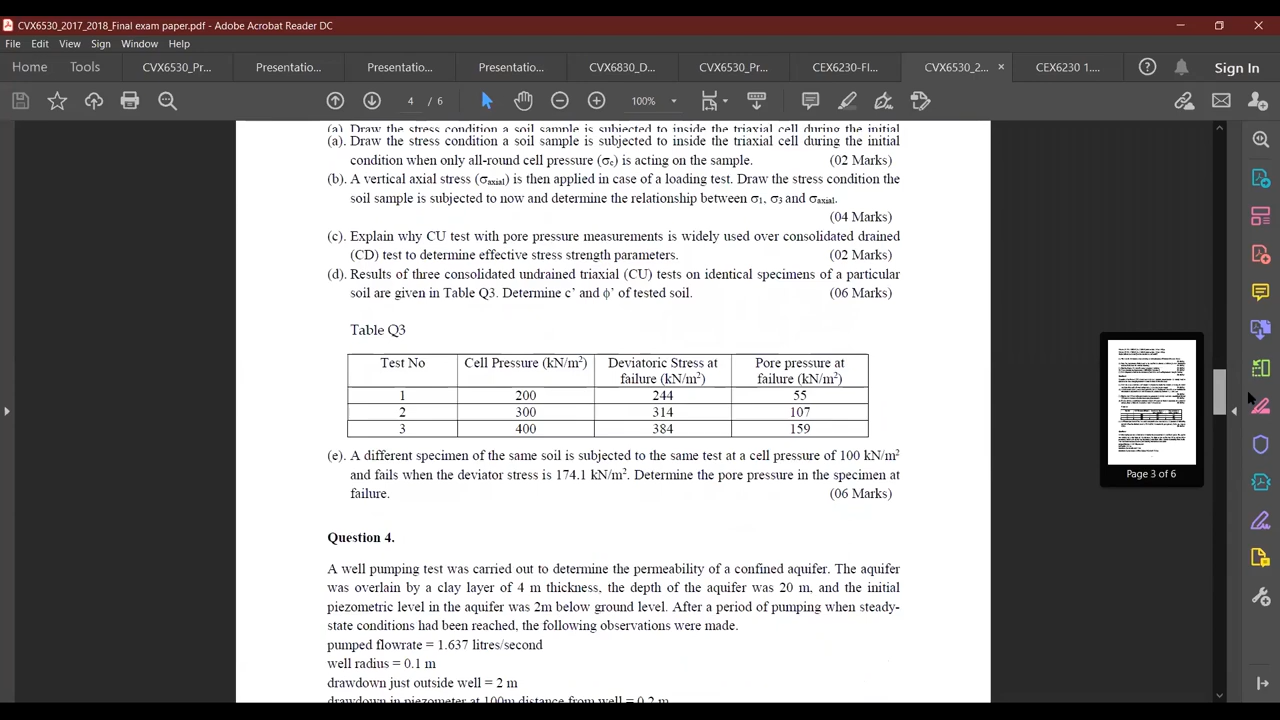 CVX6530_2017_2018_Final exam paper.pdf - Adobe Acrobat Reader DC
File Edit View Sign Window Help
Home Tools CVX6530_Pr... Presentatio... Presentatio... Presentatio... CVX6830_D... CVX6530_Pr... CEX6230-FI... CVX6530_2... × CEX6230 1.... Sign In
4 / 6 100%
(a). Draw the stress condition a soil sample is subjected to inside the triaxial cell during the initial
(a). Draw the stress condition a soil sample is subjected to inside the triaxial cell during the initial
condition when only all-round cell pressure (σc) is acting on the sample. (02 Marks)
(b). A vertical axial stress (σaxial) is then applied in case of a loading test. Draw the stress condition the
soil sample is subjected to now and determine the relationship between σ1, σ3 and σaxial.
(04 Marks)
(c). Explain why CU test with pore pressure measurements is widely used over consolidated drained
(CD) test to determine effective stress strength parameters. (02 Marks)
(d). Results of three consolidated undrained triaxial (CU) tests on identical specimens of a particular
soil are given in Table Q3. Determine c' and ϕ' of tested soil. (06 Marks)
Table Q3
Test No Cell Pressure (kN/m²) Deviatoric Stress at failure (kN/m²) Pore pressure at failure (kN/m²)
1 200 244 55
2 300 314 107
3 400 384 159
(e). A different specimen of the same soil is subjected to the same test at a cell pressure of 100 kN/m²
and fails when the deviator stress is 174.1 kN/m². Determine the pore pressure in the specimen at
failure. (06 Marks)
Question 4.
A well pumping test was carried out to determine the permeability of a confined aquifer. The aquifer
was overlain by a clay layer of 4 m thickness, the depth of the aquifer was 20 m, and the initial
piezometric level in the aquifer was 2m below ground level. After a period of pumping when steady-
state conditions had been reached, the following observations were made.
pumped flowrate = 1.637 litres/second
well radius = 0.1 m
drawdown just outside well = 2 m
drawdown in piezometer at 100m distance from well = 0.2 m
Page 3 of 6